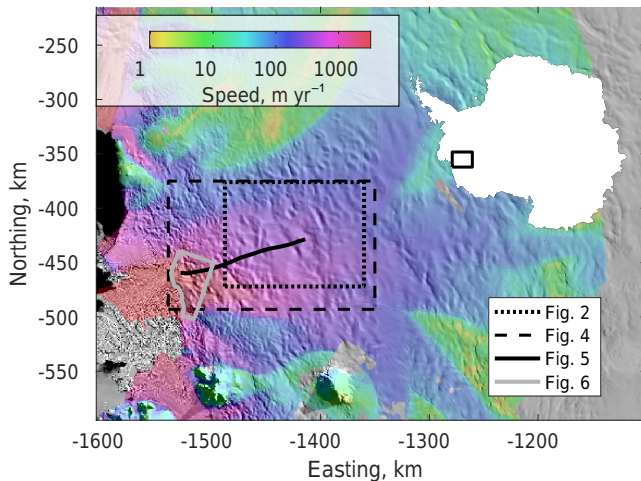 -250
-300
-350
-400
-450
-500
-550
Northing, km
1 10 100 1000
Speed, m yr⁻¹
Fig. 2
Fig. 4
Fig. 5
Fig. 6
-1600 -1500 -1400 -1300 -1200
Easting, km